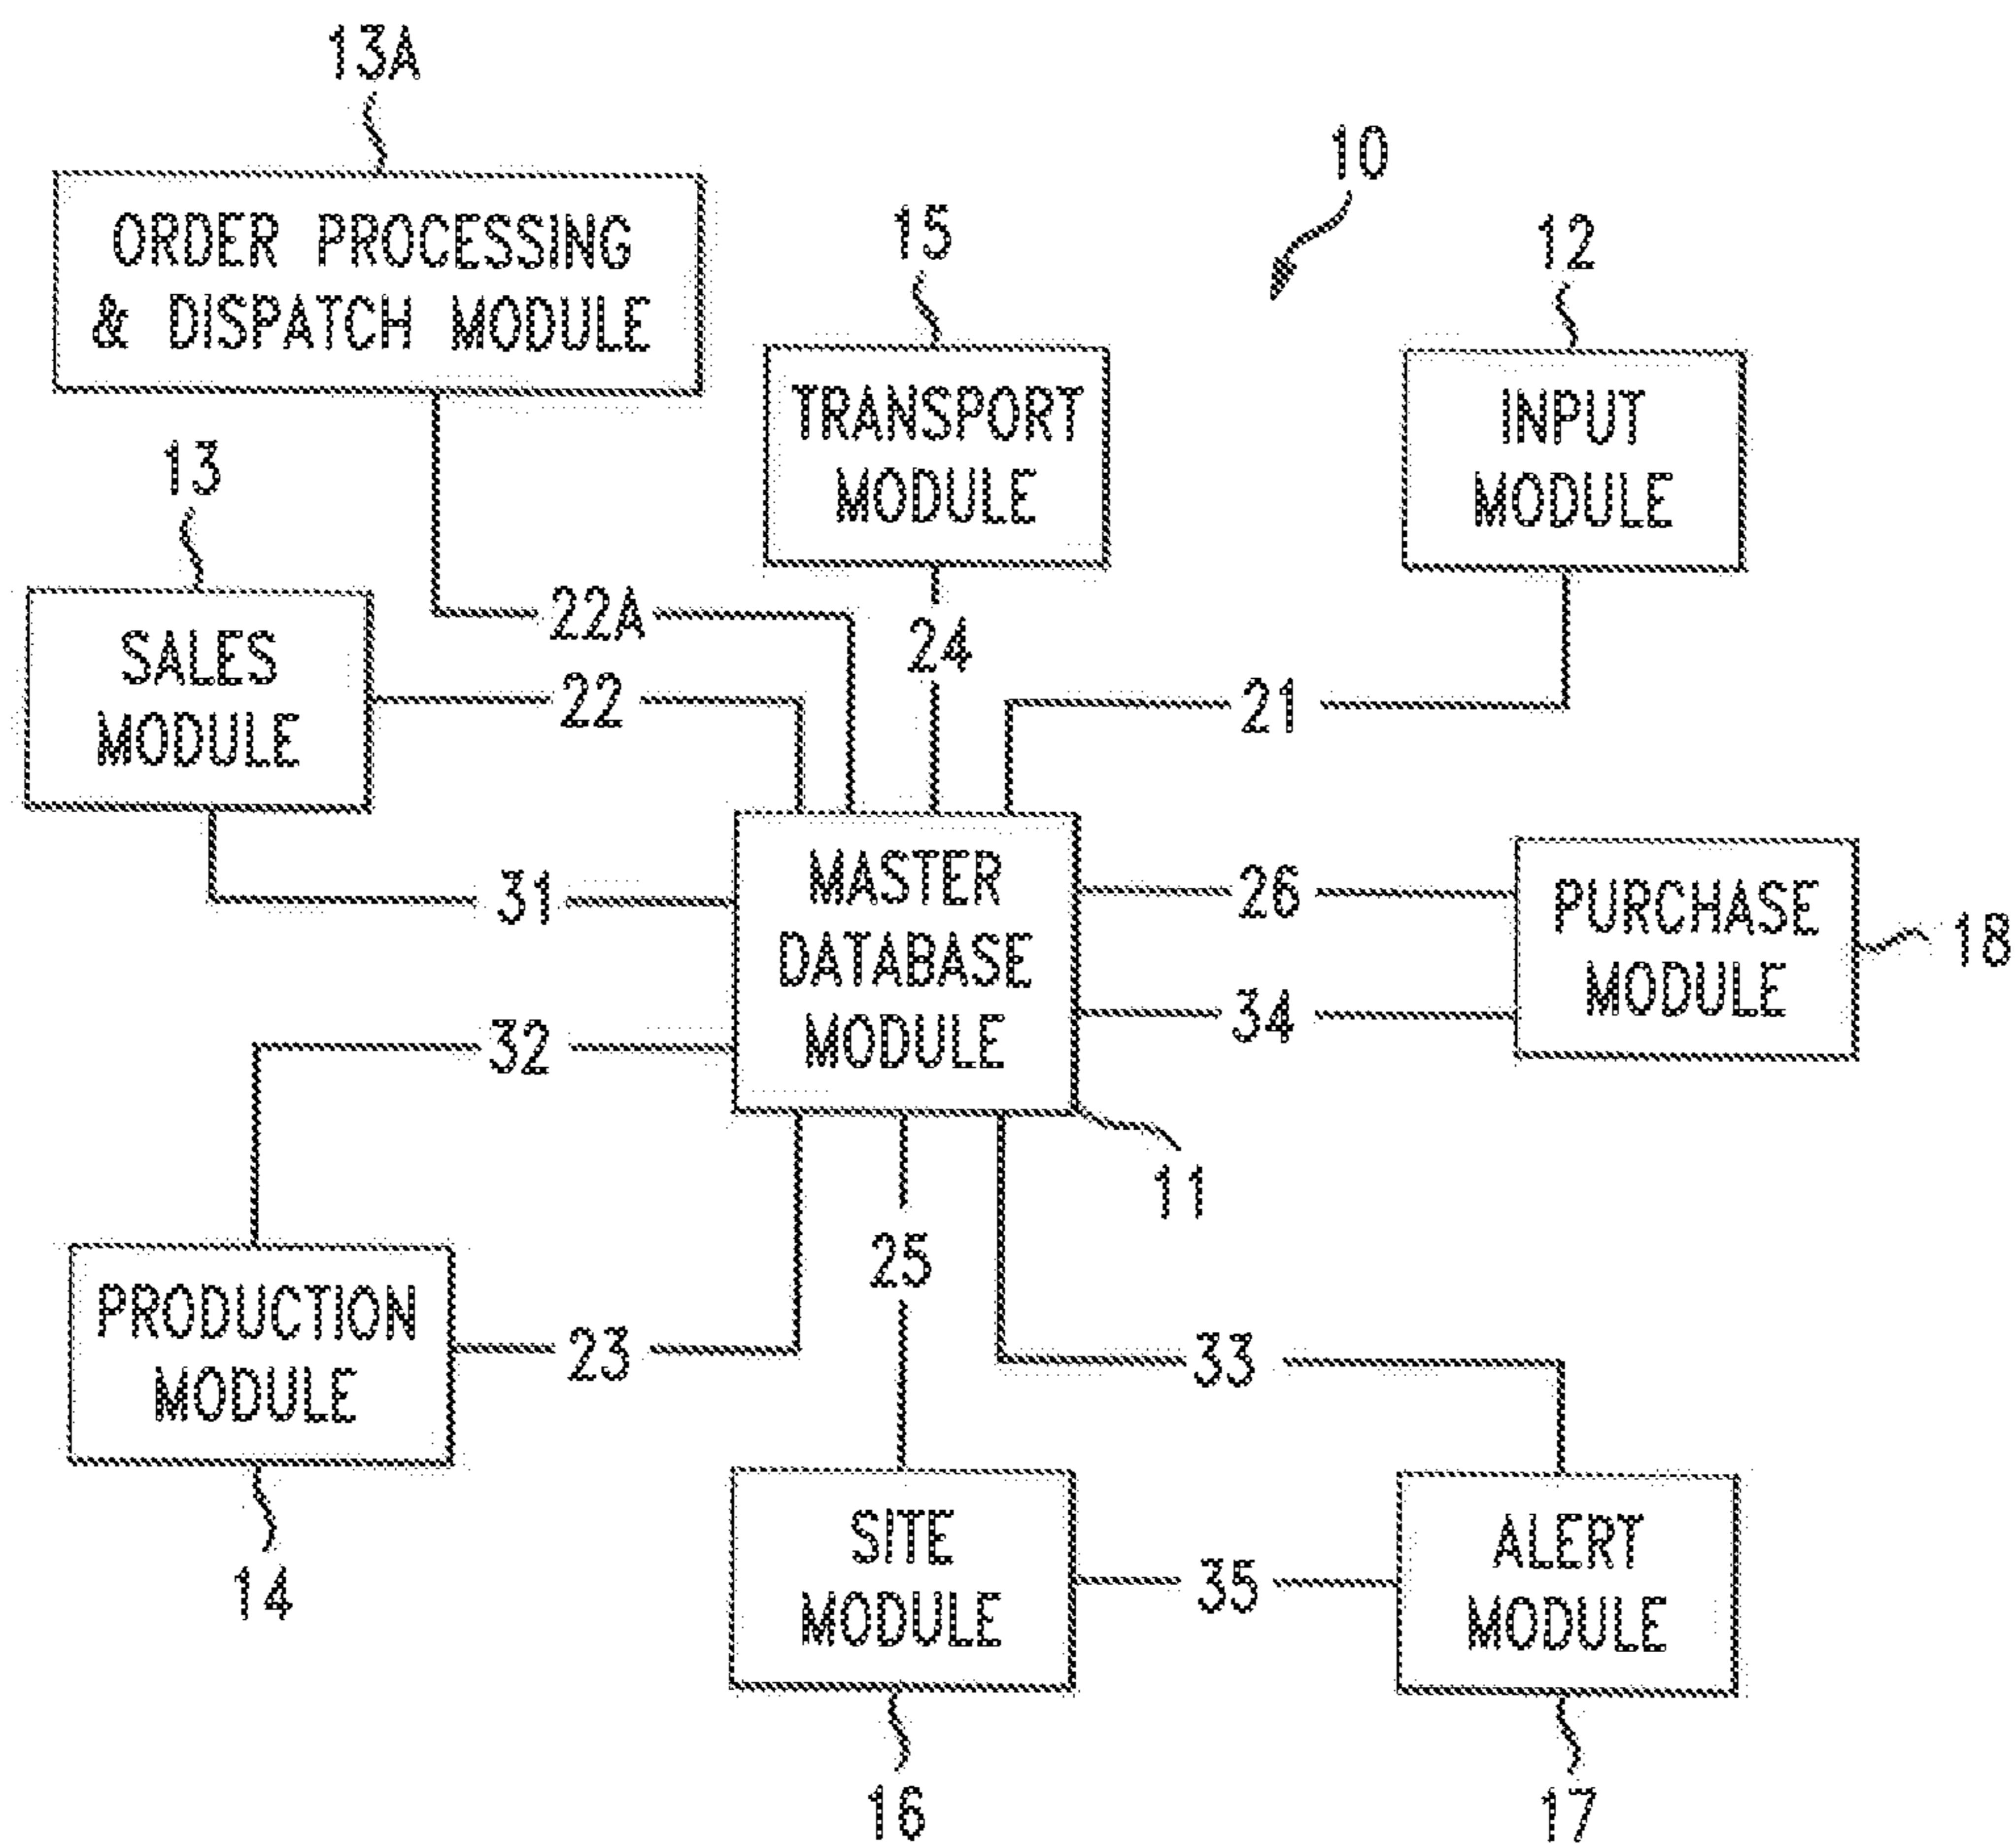 13A
10
ORDER PROCESSING
& DISPATCH MODULE
15
12
TRANSPORT
MODULE
INPUT
MODULE
13
SALES
MODULE
22A
24
22
21
MASTER
DATABASE
MODULE
31
26
PURCHASE
MODULE
18
34
32
11
25
PRODUCTION
MODULE
23
33
14
SITE
MODULE
35
ALERT
MODULE
16
17